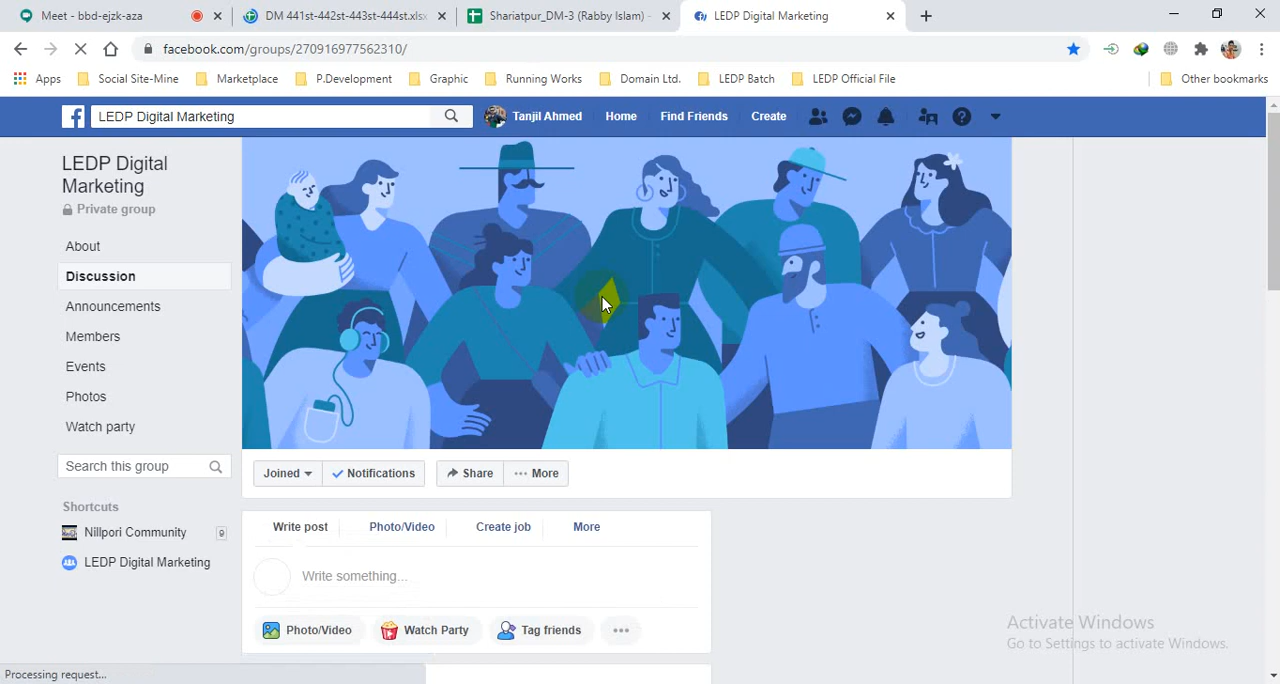 Meet - bbd-ejzk-aza
DM 441st-442st-443st-444st.xlsx
Shariatpur_DM-3 (Rabby Islam) -
LEDP Digital Marketing
facebook.com/groups/270916977562310/
Apps
Social Site-Mine
Marketplace
P.Development
Graphic
Running Works
Domain Ltd.
LEDP Batch
LEDP Official File
Other bookmarks
LEDP Digital Marketing
Tanjil Ahmed
Home
Find Friends
Create
LEDP Digital
Marketing
Private group
About
Discussion
Announcements
Members
Events
Photos
Watch party
Search this group
Shortcuts
Nillpori Community
9
LEDP Digital Marketing
Joined
Notifications
Share
More
Write post
Photo/Video
Create job
More
Write something...
Photo/Video
Watch Party
Tag friends
Activate Windows
Go to Settings to activate Windows.
Processing request...